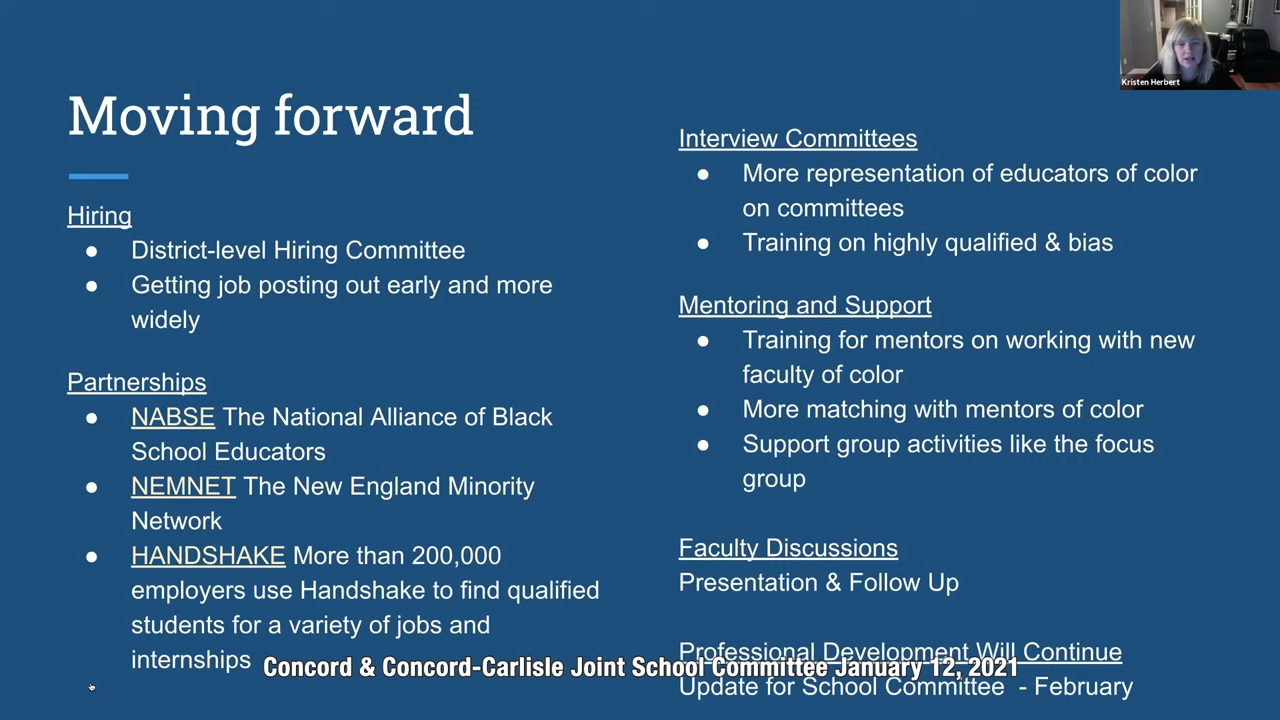 Moving forward
Hiring
● District-level Hiring Committee
● Getting job posting out early and more
widely
Partnerships
● NABSE The National Alliance of Black
School Educators
● NEMNET The New England Minority
Network
● HANDSHAKE More than 200,000
employers use Handshake to find qualified
students for a variety of jobs and
internships
Interview Committees
● More representation of educators of color
on committees
● Training on highly qualified & bias
Mentoring and Support
● Training for mentors on working with new
faculty of color
● More matching with mentors of color
● Support group activities like the focus
group
Faculty Discussions
Presentation & Follow Up
Professional Development Will Continue
Update for School Committee - February
Concord & Concord-Carlisle Joint School Committee January 12, 2021
Kristen Herbert